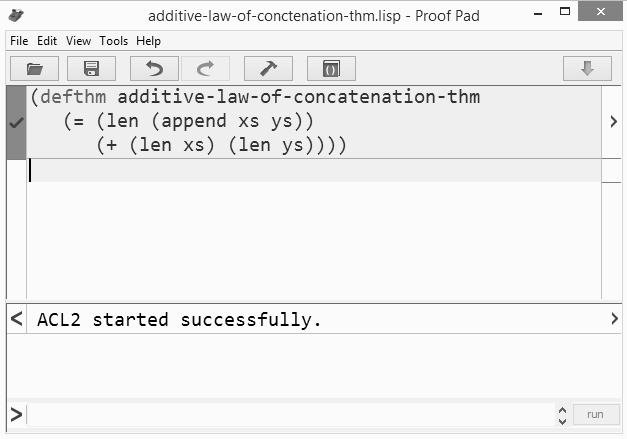 additive-law-of-conctenation-thm.lisp - Proof Pad
File Edit View Tools Help
(defthm additive-law-of-concatenation-thm
(= (len (append xs ys))
(+ (len xs) (len ys))))
ACL2 started successfully.
run